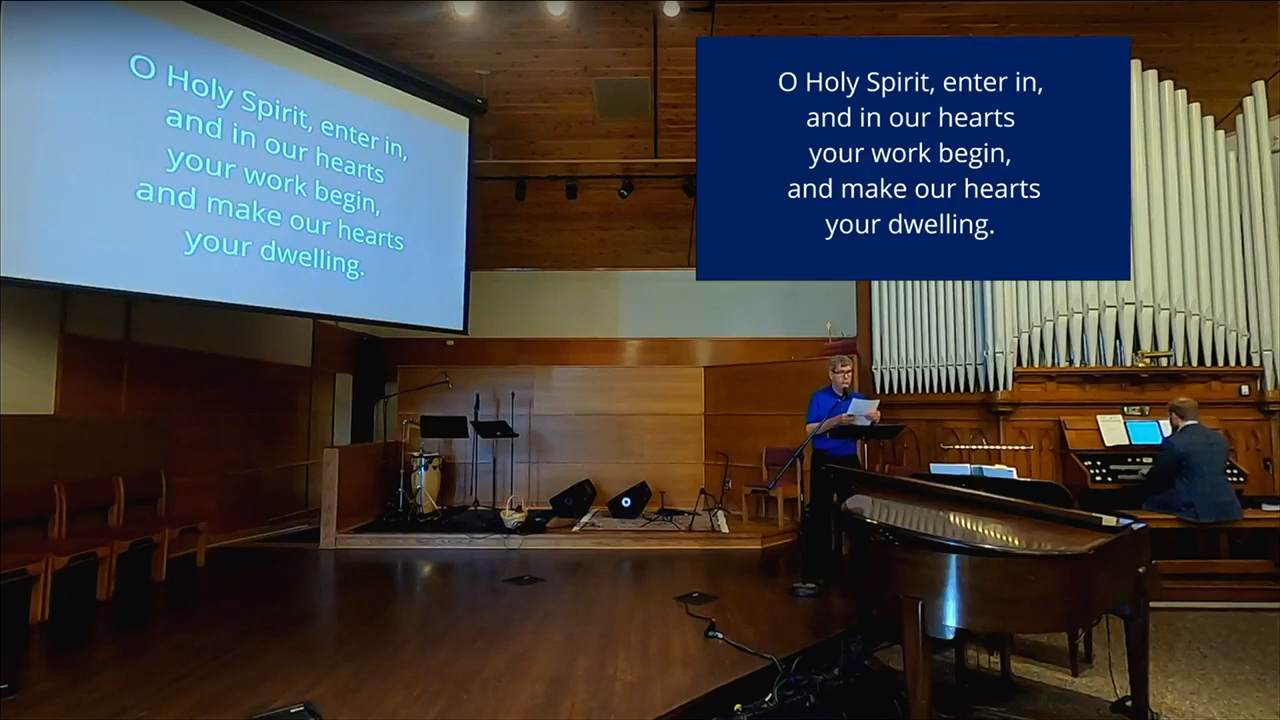 O Holy Spirit, enter in,
and in our hearts
your work begin,
and make our hearts
your dwelling.
O Holy Spirit, enter in,
and in our hearts
your work begin,
and make our hearts
your dwelling.